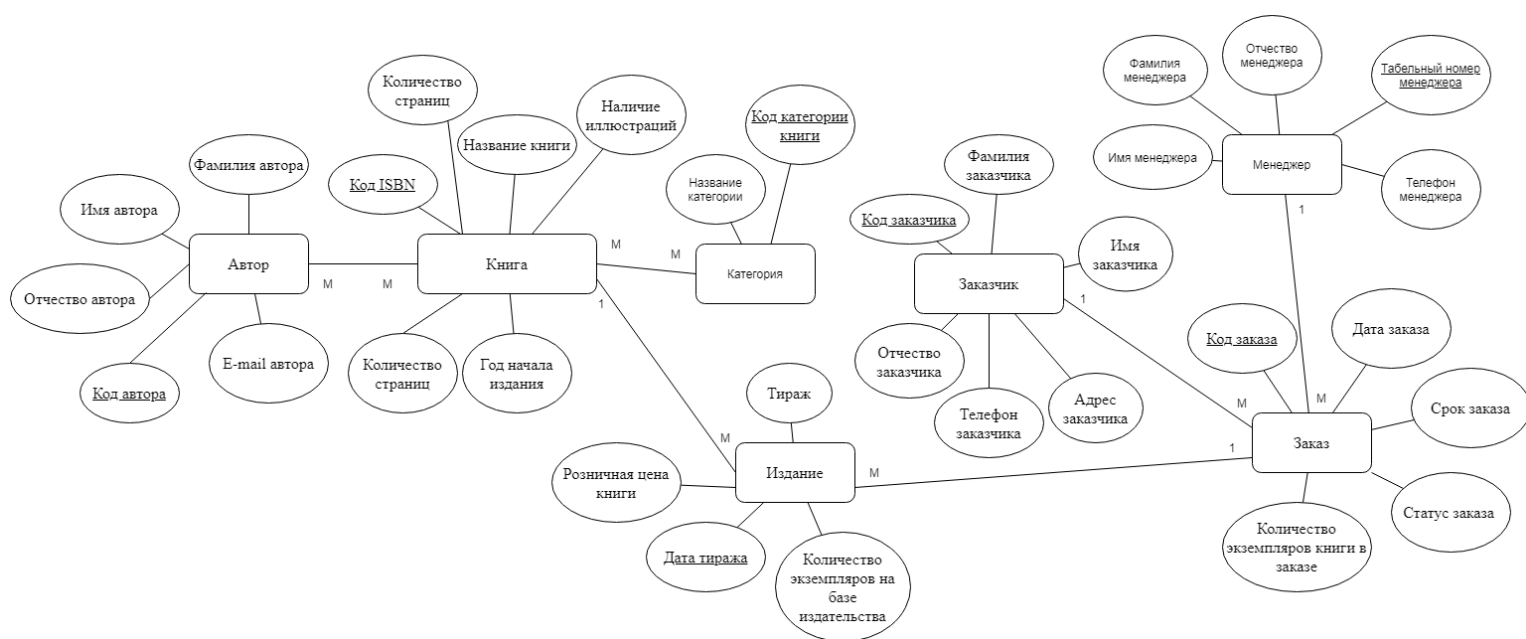 Количество
страниц
Название книги
Наличие
иллюстраций
Код категории
книги
Фамилия автора
Код ISBN
Название
категории
Имя автора
Автор
Книга
Категория
M
M
M
M
1
Отчество автора
E-mail автора
Код автора
Количество
страниц
Год начала
издания
Фамилия
менеджера
Отчество
менеджера
Табельный номер
менеджера
Имя менеджера
Менеджер
Телефон
менеджера
1
Фамилия
заказчика
Код заказчика
Имя
заказчика
Заказчик
1
Отчество
заказчика
Телефон
заказчика
Адрес
заказчика
Код заказа
Дата заказа
Срок заказа
M
M
Заказ
1
Статус заказа
Количество
экземпляров книги в
заказе
Тираж
M
Издание
M
Розничная цена
книги
Дата тиража
Количество
экземпляров на
базе
издательства